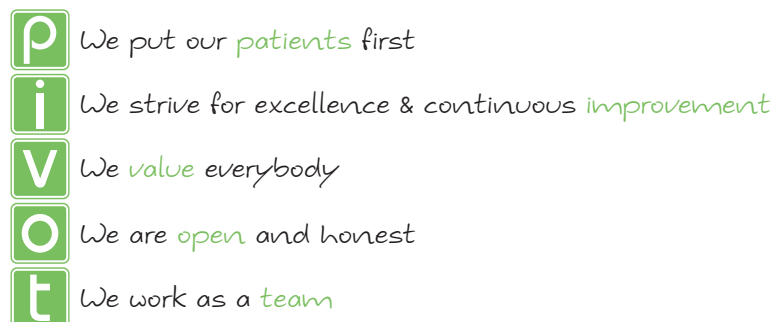 p We put our patients first
i We strive for excellence & continuous improvement
v We value everybody
o We are open and honest
t We work as a team